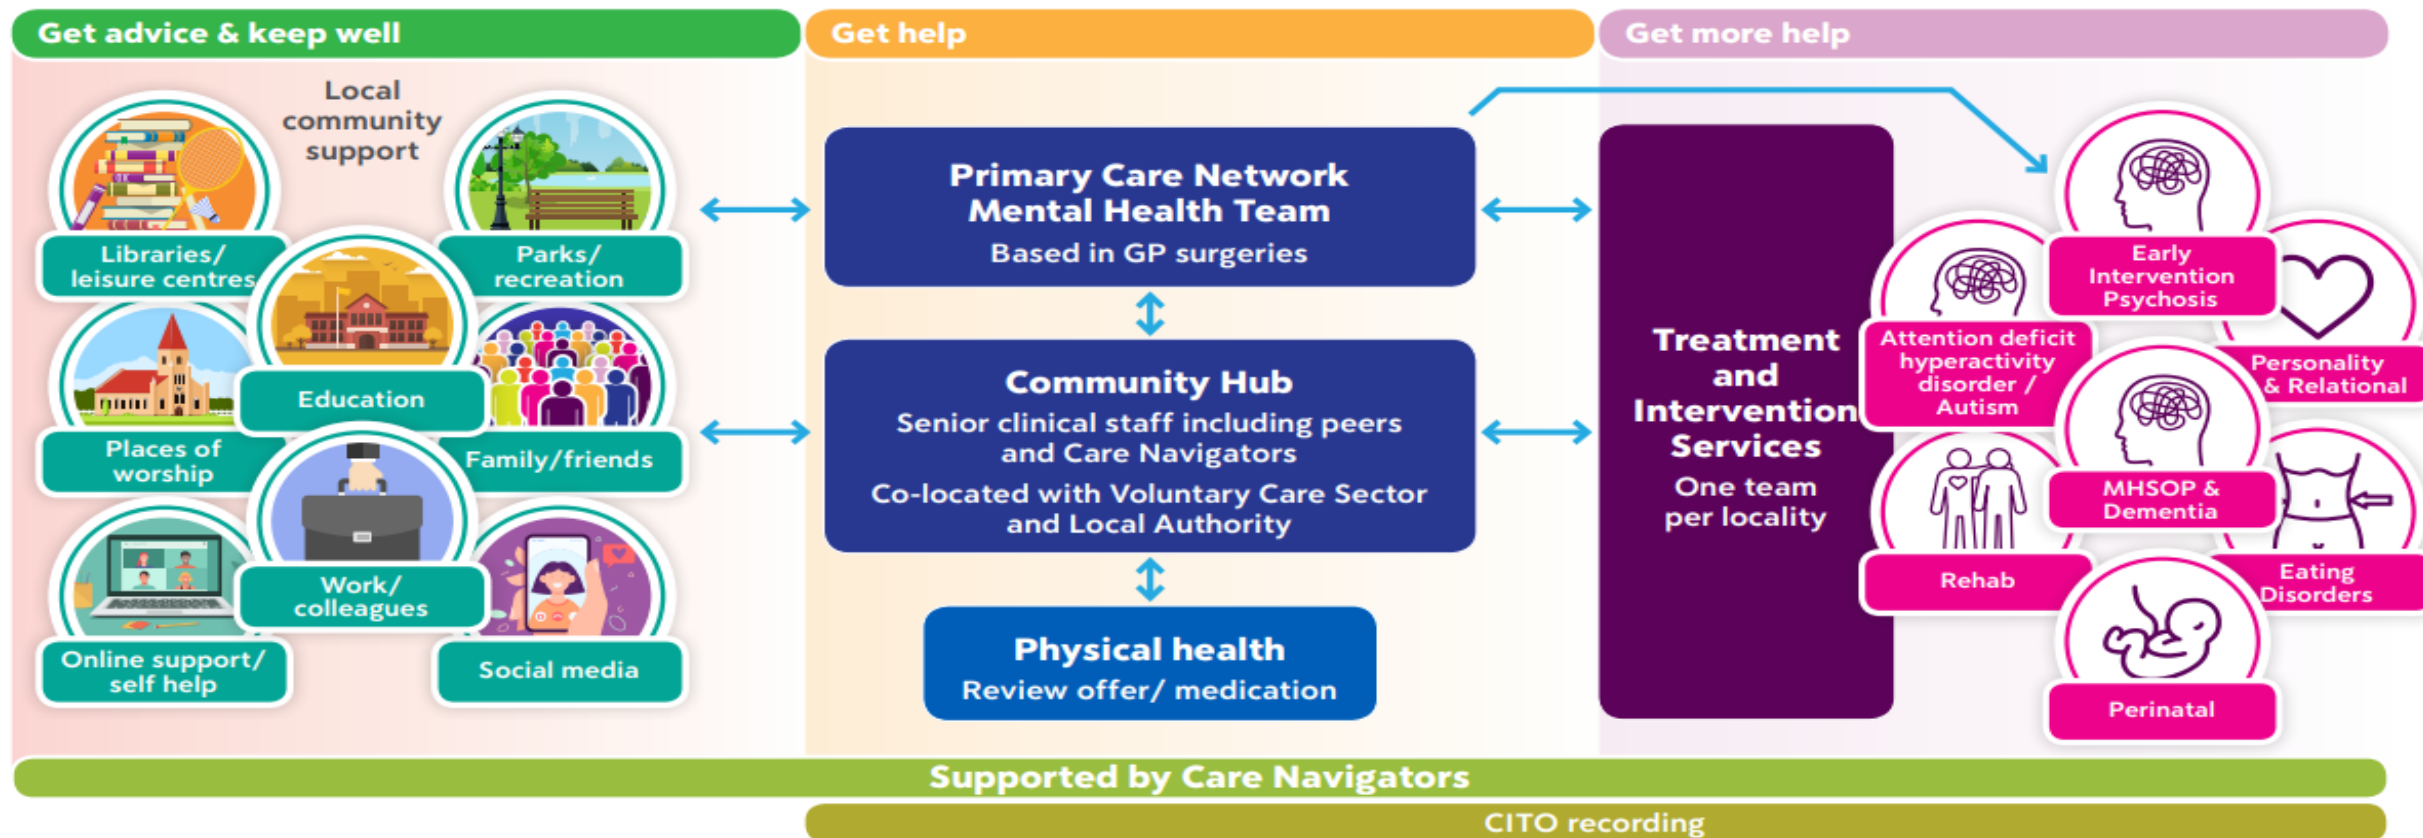 Get advice & keep well
Local
community
support
Libraries/
leisure centres
Parks/
recreation
Education
Places of
worship
Family/friends
Work/
colleagues
Online support/
self help
Social media
Get help
Primary Care Network
Mental Health Team
Based in GP surgeries
Community Hub
Senior clinical staff including peers
and Care Navigators
Co-located with Voluntary Care Sector
and Local Authority
Physical health
Review offer/ medication
Get more help
Treatment
and
Intervention
Services
One team
per locality
Early
Intervention
Psychosis
Attention deficit
hyperactivity
disorder /
Autism
Personality
& Relational
MHSOP &
Dementia
Rehab
Eating
Disorders
Perinatal
Supported by Care Navigators
CITO recording